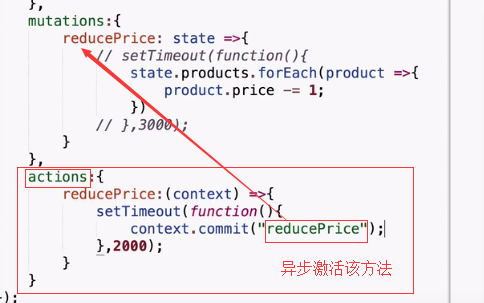 },
mutations:{
reducePrice: state =>{
// setTimeout(function(){
state.products.forEach(product =>{
product.price -= 1;
})
// },3000);
}
},
actions:{
reducePrice:(context) =>{
setTimeout(function(){
context.commit("reducePrice");
},2000);
}
}
异步激活该方法
);